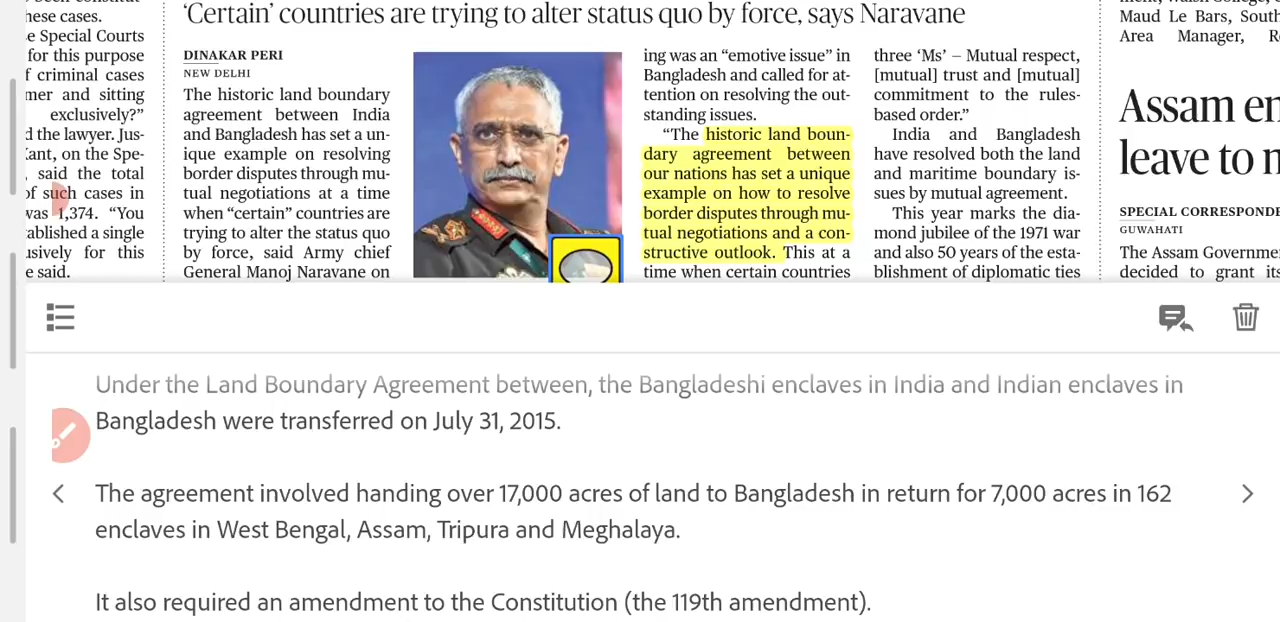 hese cases.
e Special Courts
for this purpose
f criminal cases
mer and sitting
exclusively?"
d the lawyer. Jus-
Kant, on the Spe-
, said the total
of such cases in
was 1,374. “You
ablished a single
usively for this
e said.
‘Certain’ countries are trying to alter status quo by force, says Naravane
DINAKAR PERI
NEW DELHI
The historic land boundary
agreement between India
and Bangladesh has set a un-
ique example on resolving
border disputes through mu-
tual negotiations at a time
when “certain” countries are
trying to alter the status quo
by force, said Army chief
General Manoj Naravane on
ing was an “emotive issue” in
Bangladesh and called for at-
tention on resolving the out-
standing issues.
“The historic land boun-
dary agreement between
our nations has set a unique
example on how to resolve
border disputes through mu-
tual negotiations and a con-
structive outlook. This at a
time when certain countries
three ‘Ms’ – Mutual respect,
[mutual] trust and [mutual]
commitment to the rules-
based order.”
India and Bangladesh
have resolved both the land
and maritime boundary is-
sues by mutual agreement.
This year marks the dia-
mond jubilee of the 1971 war
and also 50 years of the esta-
blishment of diplomatic ties
Maud Le Bars, South
Area Manager, Re
Assam en
leave to m
SPECIAL CORRESPONDE
GUWAHATI
The Assam Governme
decided to grant its
Under the Land Boundary Agreement between, the Bangladeshi enclaves in India and Indian enclaves in
Bangladesh were transferred on July 31, 2015.
The agreement involved handing over 17,000 acres of land to Bangladesh in return for 7,000 acres in 162
enclaves in West Bengal, Assam, Tripura and Meghalaya.
It also required an amendment to the Constitution (the 119th amendment).